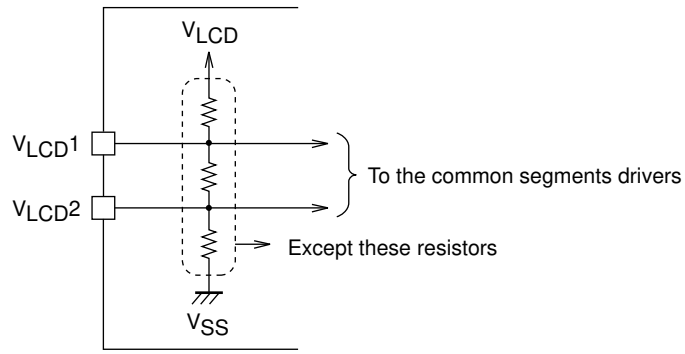 VLCD
VLCD1
To the common segments drivers
VLCD2
Except these resistors
VSS